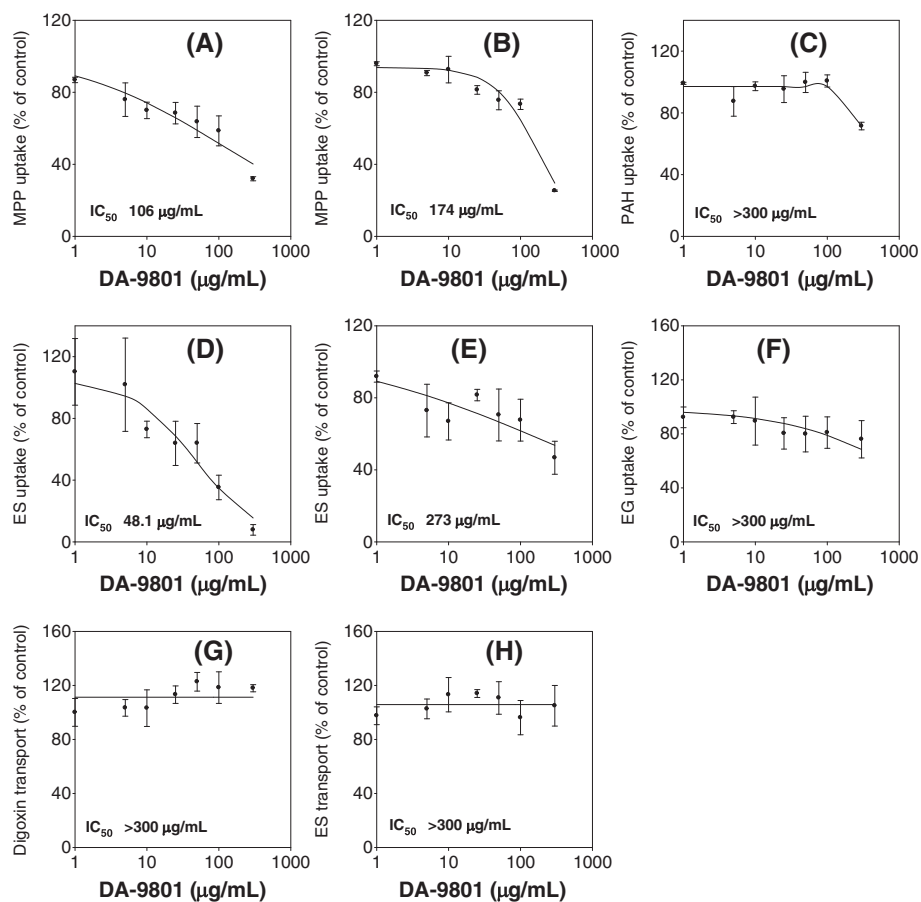 (A)
MPP uptake (% of control)
120
80
40
0
IC50 106 µg/mL
1 10 100 1000
DA-9801 (µg/mL)
(B)
MPP uptake (% of control)
120
80
40
0
IC50 174 µg/mL
1 10 100 1000
DA-9801 (µg/mL)
(C)
PAH uptake (% of control)
120
80
40
0
IC50 >300 µg/mL
1 10 100 1000
DA-9801 (µg/mL)
(D)
ES uptake (% of control)
120
80
40
0
IC50 48.1 µg/mL
1 10 100 1000
DA-9801 (µg/mL)
(E)
ES uptake (% of control)
120
80
40
0
IC50 273 µg/mL
1 10 100 1000
DA-9801 (µg/mL)
(F)
EG uptake (% of control)
160
120
80
40
0
IC50 >300 µg/mL
1 10 100 1000
DA-9801 (µg/mL)
(G)
Digoxin transport (% of control)
160
120
80
40
0
IC50 >300 µg/mL
1 10 100 1000
DA-9801 (µg/mL)
(H)
ES transport (% of control)
160
120
80
40
0
IC50 >300 µg/mL
1 10 100 1000
DA-9801 (µg/mL)